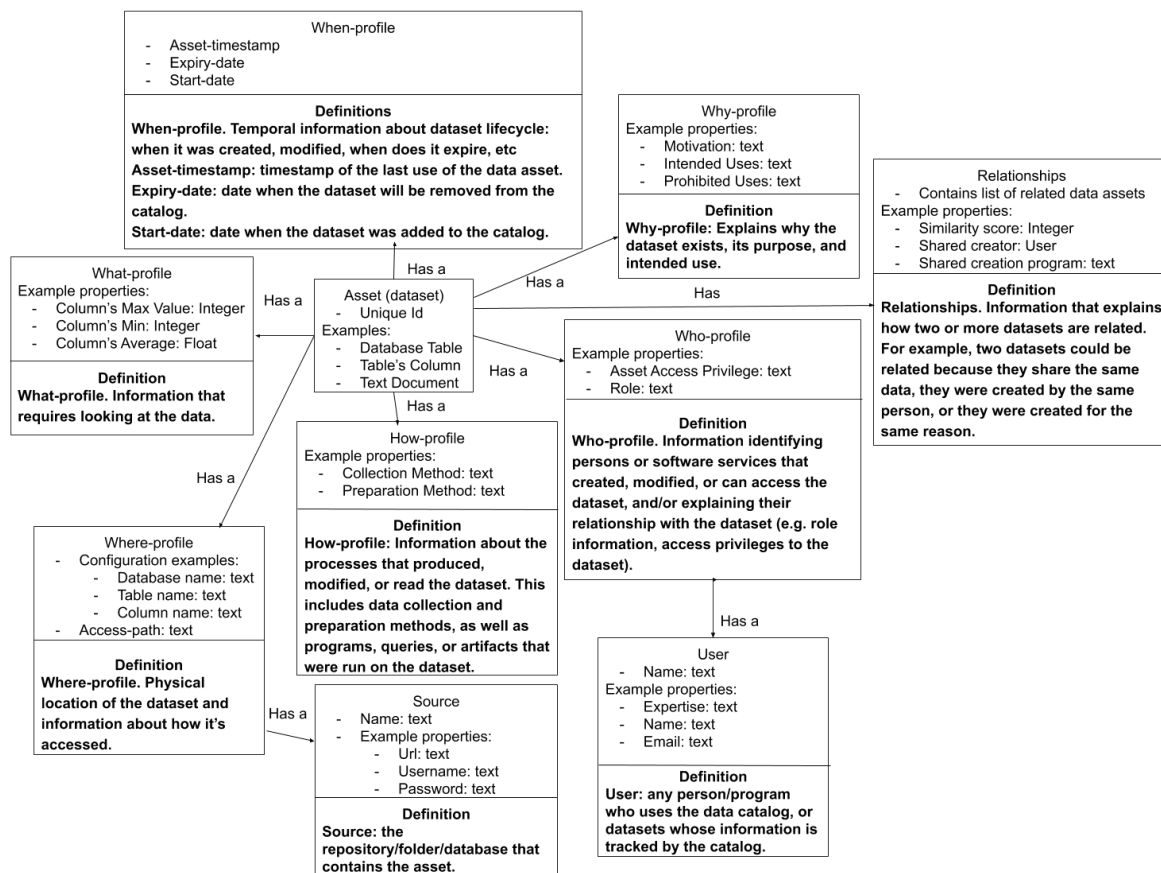 When-profile
- Asset-timestamp
- Expiry-date
- Start-date
Definitions
When-profile. Temporal information about dataset lifecycle:
when it was created, modified, when does it expire, etc
Asset-timestamp: timestamp of the last use of the data asset.
Expiry-date: date when the dataset will be removed from the
catalog.
Start-date: date when the dataset was added to the catalog.
Why-profile
Example properties:
- Motivation: text
- Intended Uses: text
- Prohibited Uses: text
Definition
Why-profile: Explains why the
dataset exists, its purpose, and
intended use.
Relationships
- Contains list of related data assets
Example properties:
- Similarity score: Integer
- Shared creator: User
- Shared creation program: text
Definition
Relationships. Information that explains
how two or more datasets are related.
For example, two datasets could be
related because they share the same
data, they were created by the same
person, or they were created for the
same reason.
What-profile
Example properties:
- Column's Max Value: Integer
- Column's Min: Integer
- Column's Average: Float
Definition
What-profile. Information that
requires looking at the data.
Has a
Has a
Has a
Has
Asset (dataset)
- Unique Id
Examples:
- Database Table
- Table's Column
- Text Document
Has a
Has a
Has a
Who-profile
Example properties:
- Asset Access Privilege: text
- Role: text
Definition
Who-profile. Information identifying
persons or software services that
created, modified, or can access the
dataset, and/or explaining their
relationship with the dataset (e.g. role
information, access privileges to the
dataset).
How-profile
Example properties:
- Collection Method: text
- Preparation Method: text
Definition
How-profile: Information about the
processes that produced,
modified, or read the dataset. This
includes data collection and
preparation methods, as well as
programs, queries, or artifacts that
were run on the dataset.
Where-profile
- Configuration examples:
- Database name: text
- Table name: text
- Column name: text
- Access-path: text
Definition
Where-profile. Physical
location of the dataset and
information about how it's
accessed.
Has a
Has a
Source
- Name: text
- Example properties:
- Url: text
- Username: text
- Password: text
Definition
Source: the
repository/folder/database that
contains the asset.
User
- Name: text
Example properties:
- Expertise: text
- Name: text
- Email: text
Definition
User: any person/program
who uses the data catalog, or
datasets whose information is
tracked by the catalog.